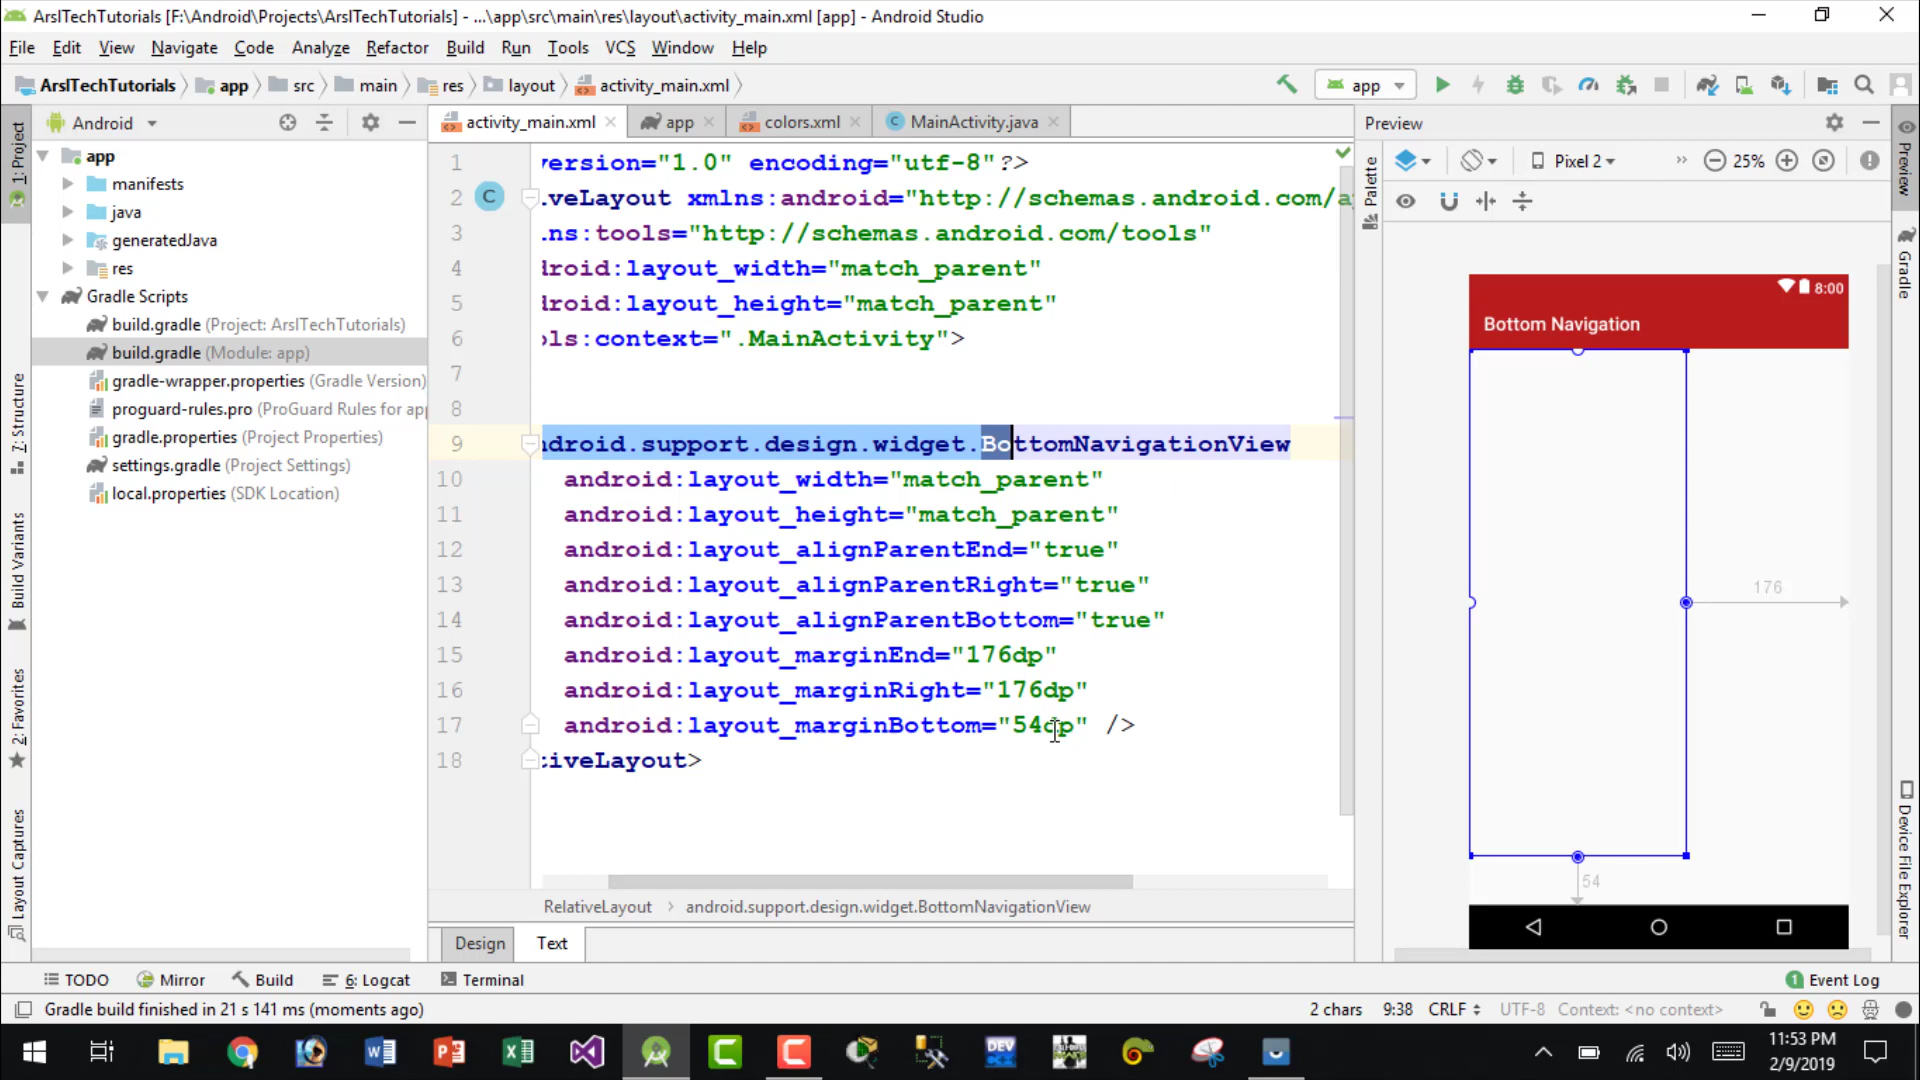 ArslTechTutorials [F:\Android\Projects\ArslTechTutorials] - ...\app\src\main\res\layout\activity_main.xml [app] - Android Studio
File Edit View Navigate Code Analyze Refactor Build Run Tools VCS Window Help
ArslTechTutorials app src main res layout activity_main.xml app
1: Project
7: Structure
Build Variants
2: Favorites
Layout Captures
Android
app
manifests
java
generatedJava
res
Gradle Scripts
build.gradle (Project: ArslTechTutorials)
build.gradle (Module: app)
gradle-wrapper.properties (Gradle Version)
proguard-rules.pro (ProGuard Rules for app
gradle.properties (Project Properties)
settings.gradle (Project Settings)
local.properties (SDK Location)
activity_main.xml app colors.xml MainActivity.java
1 version="1.0" encoding="utf-8"?>
2 iveLayout xmlns:android="http://schemas.android.com/a
3 ns:tools="http://schemas.android.com/tools"
4 droid:layout_width="match_parent"
5 droid:layout_height="match_parent"
6 ols:context=".MainActivity">
7
8
9 ndroid.support.design.widget.BottomNavigationView
10 android:layout_width="match_parent"
11 android:layout_height="match_parent"
12 android:layout_alignParentEnd="true"
13 android:layout_alignParentRight="true"
14 android:layout_alignParentBottom="true"
15 android:layout_marginEnd="176dp"
16 android:layout_marginRight="176dp"
17 android:layout_marginBottom="54dp" />
18 tiveLayout>
RelativeLayout android.support.design.widget.BottomNavigationView
Design Text
Preview
Palette
Pixel 2 25%
8:00
Bottom Navigation
176
54
Preview
Gradle
Device File Explorer
TODO Mirror Build 6: Logcat Terminal Event Log
Gradle build finished in 21 s 141 ms (moments ago) 2 chars 9:38 CRLF UTF-8 Context: <no context>
11:53 PM
2/9/2019